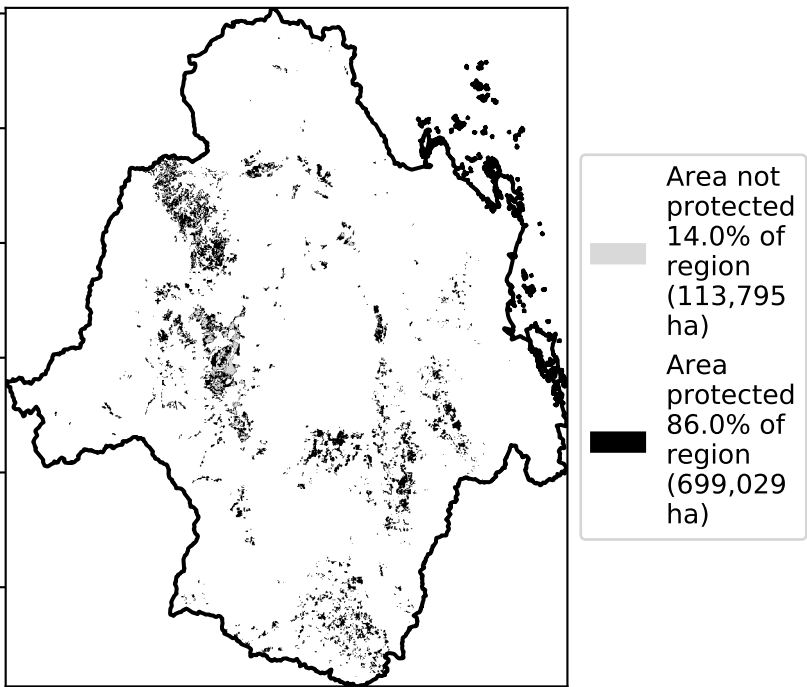 Area not
protected
14.0% of
region
(113,795
ha)
Area
protected
86.0% of
region
(699,029
ha)